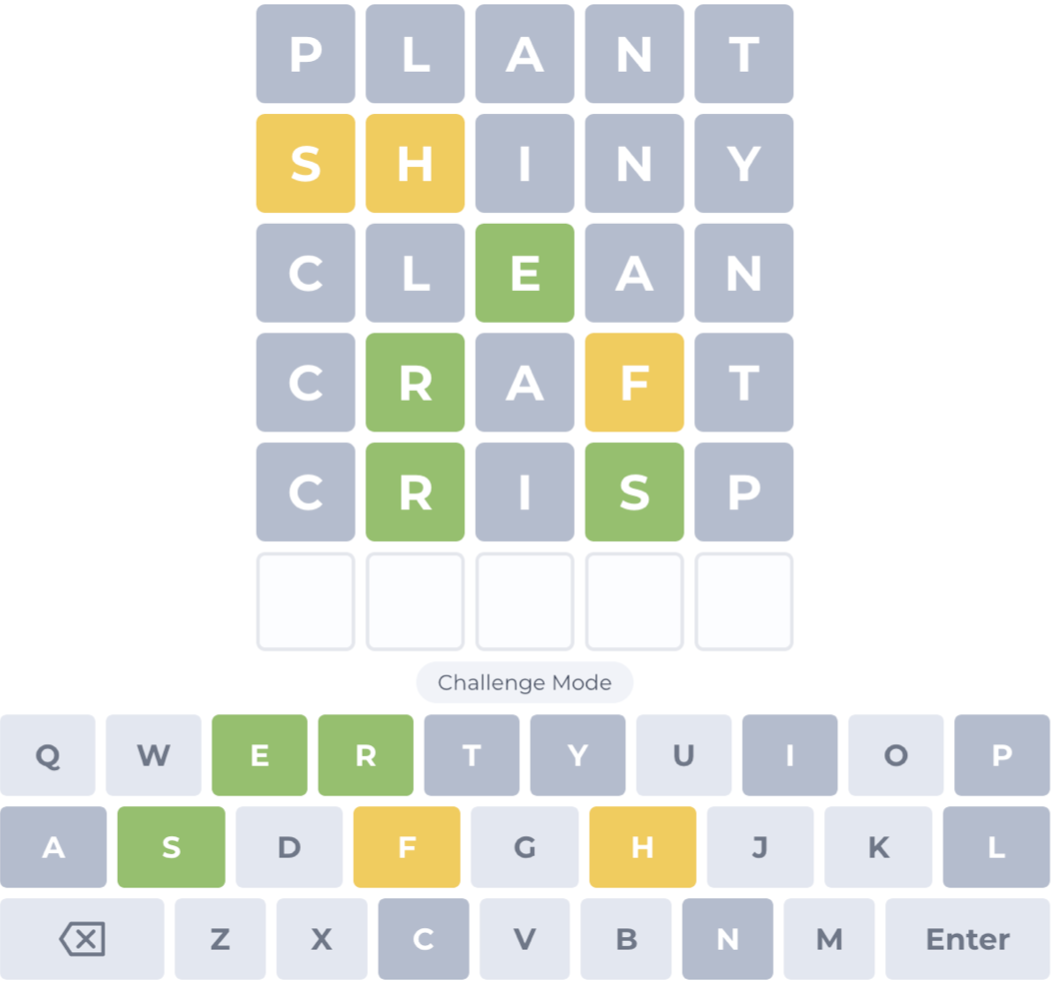 P L A N T
S H I N Y
C L E A N
C R A F T
C R I S P
Challenge Mode
Q W E R T Y U I O P
A S D F G H J K L
Z X C V B N M Enter